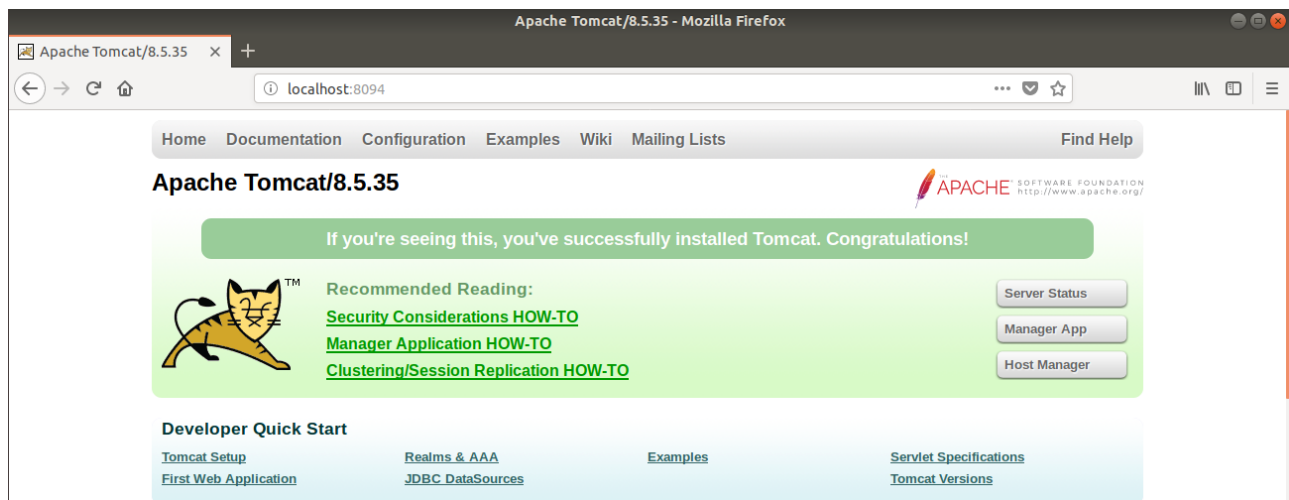 Apache Tomcat/8.5.35 - Mozilla Firefox
Apache Tomcat/8.5.35
localhost:8094
Home Documentation Configuration Examples Wiki Mailing Lists Find Help
Apache Tomcat/8.5.35
THE APACHE™ SOFTWARE FOUNDATION
http://www.apache.org/
If you're seeing this, you've successfully installed Tomcat. Congratulations!
TM
Recommended Reading:
Security Considerations HOW-TO
Manager Application HOW-TO
Clustering/Session Replication HOW-TO
Server Status
Manager App
Host Manager
Developer Quick Start
Tomcat Setup
First Web Application
Realms & AAA
JDBC DataSources
Examples
Servlet Specifications
Tomcat Versions